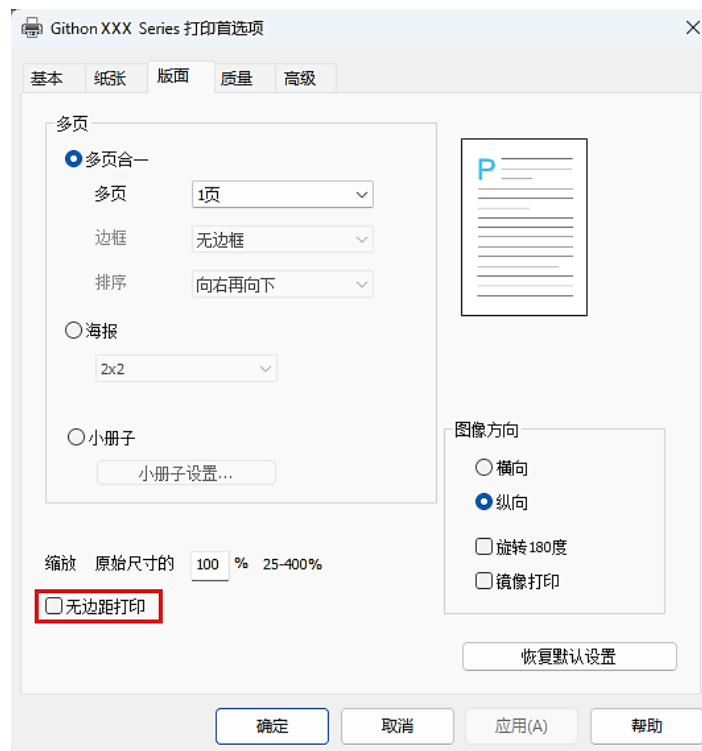 Githon XXX Series 打印首选项
基本 纸张 版面 质量 高级
多页
多页合一
多页 1页
边框 无边框
排序 向右再向下
海报
2x2
小册子
小册子设置...
P
图像方向
横向
纵向
旋转180度
镜像打印
缩放 原始尺寸的 100 % 25-400%
无边距打印
恢复默认设置
确定 取消 应用(A) 帮助